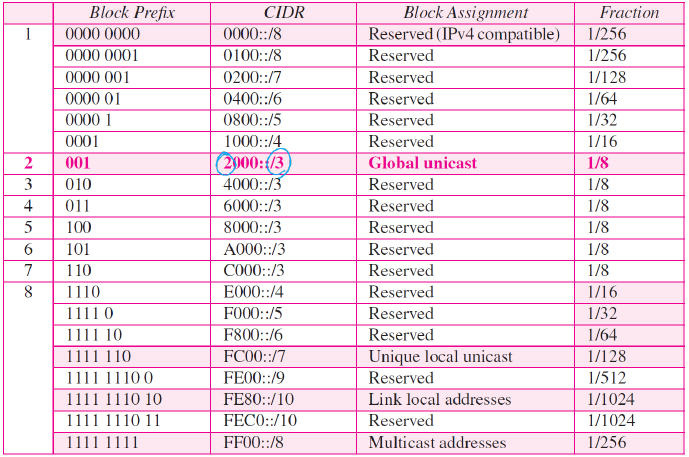 Block Prefix CIDR Block Assignment Fraction
1 0000 0000 0000::/8 Reserved (IPv4 compatible) 1/256
0000 0001 0100::/8 Reserved 1/256
0000 001 0200::/7 Reserved 1/128
0000 01 0400::/6 Reserved 1/64
0000 1 0800::/5 Reserved 1/32
0001 1000::/4 Reserved 1/16
2 001 2000::/3 Global unicast 1/8
3 010 4000::/3 Reserved 1/8
4 011 6000::/3 Reserved 1/8
5 100 8000::/3 Reserved 1/8
6 101 A000::/3 Reserved 1/8
7 110 C000::/3 Reserved 1/8
8 1110 E000::/4 Reserved 1/16
1111 0 F000::/5 Reserved 1/32
1111 10 F800::/6 Reserved 1/64
1111 110 FC00::/7 Unique local unicast 1/128
1111 1110 0 FE00::/9 Reserved 1/512
1111 1110 10 FE80::/10 Link local addresses 1/1024
1111 1110 11 FEC0::/10 Reserved 1/1024
1111 1111 FF00::/8 Multicast addresses 1/256